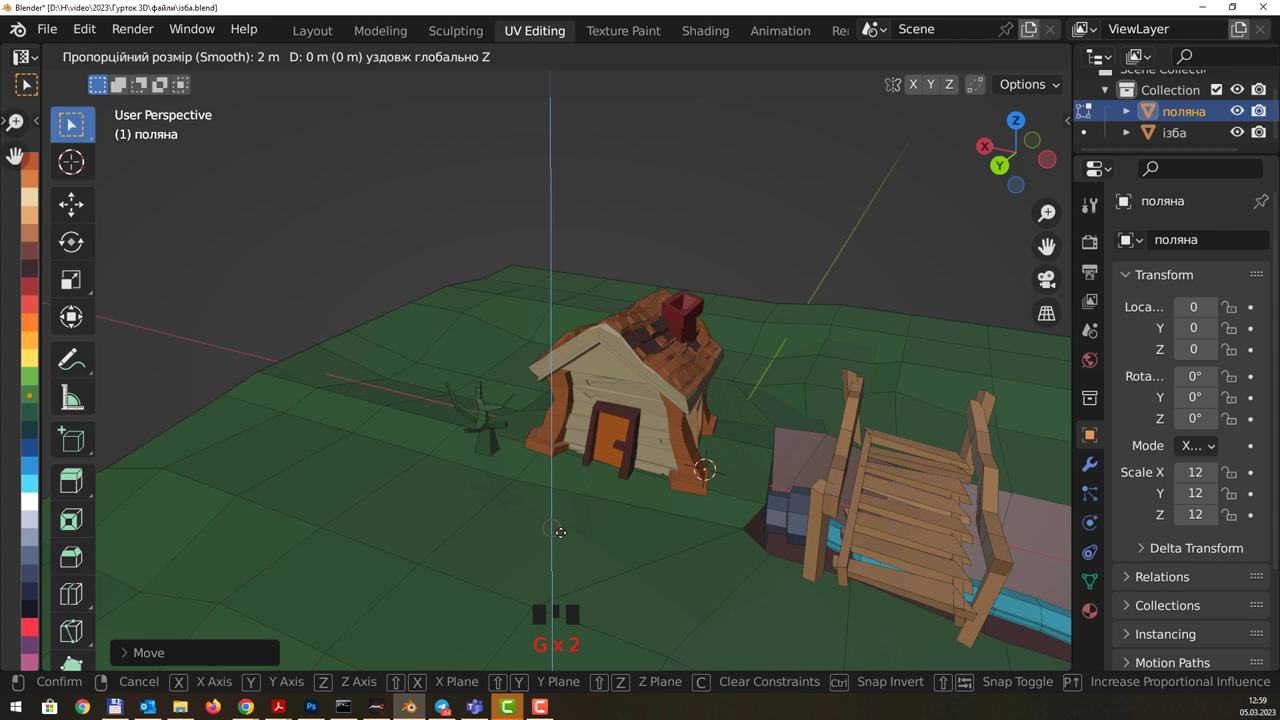 Blender* [D:\H\video\2023\Гурток 3D\файли\ізба.blend]
File Edit Render Window Help Layout Modeling Sculpting UV Editing Texture Paint Shading Animation Scene ViewLayer
Пропорційний розмір (Smooth): 2 m D: 0 m (0 m) уздовж глобально Z
X Y Z Options
User Perspective
(1) поляна
Z
X
Y
G x 2
Move
Collection
поляна
ізба
поляна
поляна
Transform
Loca... 0
Y 0
Z 0
Rota... 0°
Y 0°
Z 0°
Mode X...
Scale X 12
Y 12
Z 12
Delta Transform
Relations
Collections
Instancing
Motion Paths
Confirm Cancel X X Axis Y Y Axis Z Z Axis X X Plane Y Y Plane Z Z Plane C Clear Constraints Ctrl Snap Invert Snap Toggle P↑ Increase Proportional Influence
12:59
05.03.2023